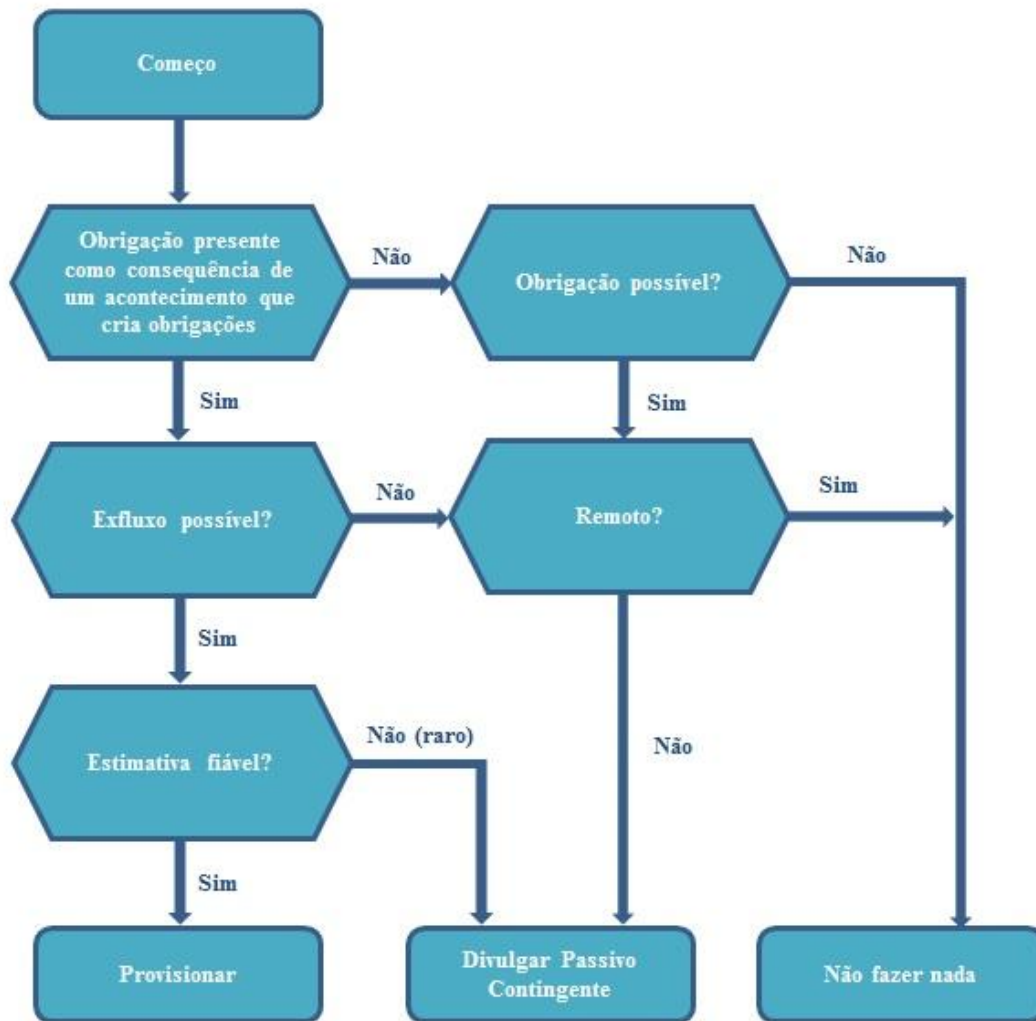 Começo
Obrigação presente
como consequência de
um acontecimento que
cria obrigações
Não
Obrigação possível?
Não
Sim
Sim
Exfluxo possível?
Não
Remoto?
Sim
Sim
Estimativa fiável?
Não (raro)
Não
Sim
Provisionar
Divulgar Passivo
Contingente
Não fazer nada